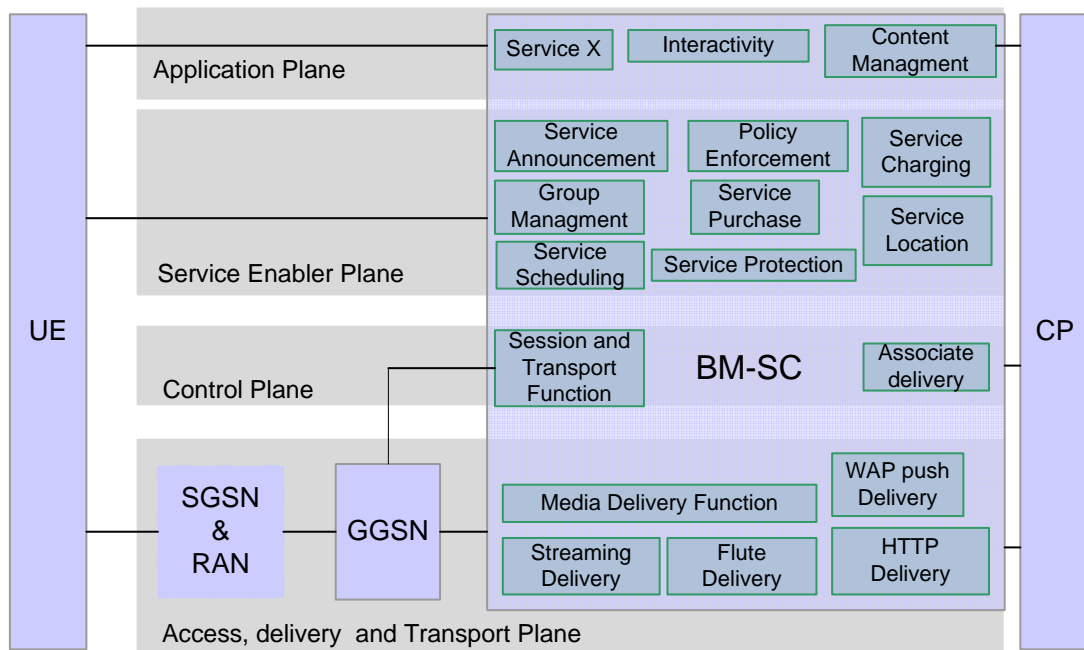 UE
Application Plane
Service X
Interactivity
Content
Managment
Service Enabler Plane
Service
Announcement
Policy
Enforcement
Service
Charging
Group
Managment
Service
Purchase
Service
Location
Service
Scheduling
Service Protection
Control Plane
Session and
Transport
Function
BM-SC
Associate
delivery
CP
SGSN
&
RAN
GGSN
Media Delivery Function
WAP push
Delivery
Streaming
Delivery
Flute
Delivery
HTTP
Delivery
Access, delivery and Transport Plane